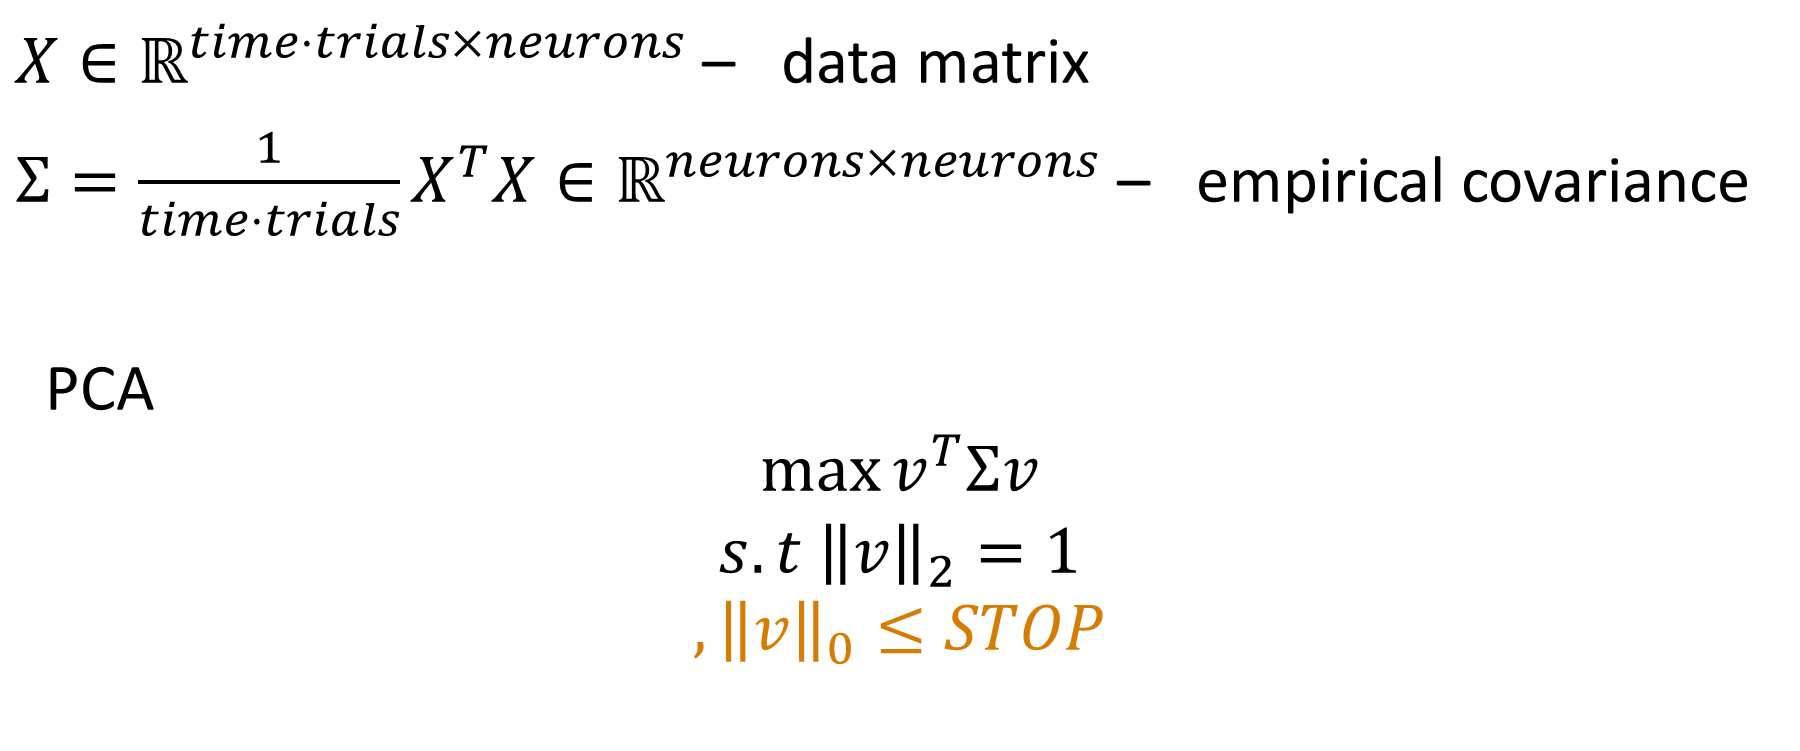 X ∈ ℝ^{time·trials×neurons} – data matrix
Σ = \frac{1}{time·trials} X^T X ∈ ℝ^{neurons×neurons} – empirical covariance
PCA
max v^T Σv
s.t ‖v‖_2 = 1
, ‖v‖_0 ≤ STOP